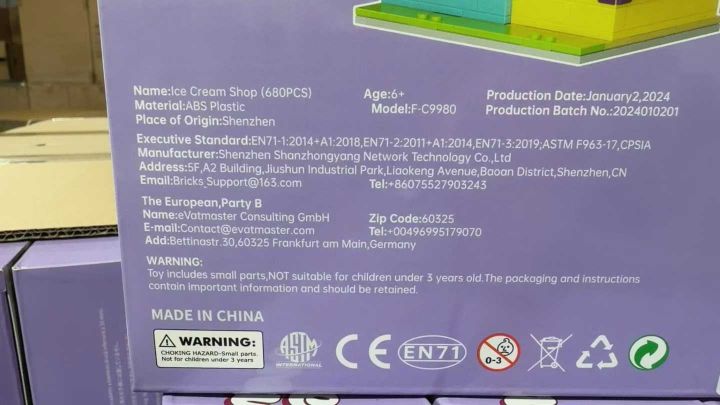 Name:Ice Cream Shop (680PCS)
Age:6+
Production Date:January2,2024
Material:ABS Plastic
Model:F-C9980
Production Batch No.:2024010201
Place of Origin:Shenzhen
Executive Standard:EN71-1:2014+A1:2018,EN71-2:2011+A1:2014,EN71-3:2019;ASTM F963-17,CPSIA
Manufacturer:Shenzhen Shanzhongyang Network Technology Co.,Ltd
Address:5F,A2 Building,Jiushun Industrial Park,Liaokeng Avenue,Baoan District,Shenzhen,CN
Email:Bricks_Support@163.com
Tel:+86075527903243
The European,Party B
Name:eVatmaster Consulting GmbH
Zip Code:60325
E-mail:Contact@evatmaster.com
Tel:+00496995179070
Add:Bettinastr.30,60325 Frankfurt am Main,Germany
WARNING:
Toy includes small parts,NOT suitable for children under 3 years old.The packaging and instructions
contain important information and should be retained.
MADE IN CHINA
WARNING:
CHOKING HAZARD-Small parts.
Not for children under 3 years
ASTM
INTERNATIONAL
CE
EN71
0-3